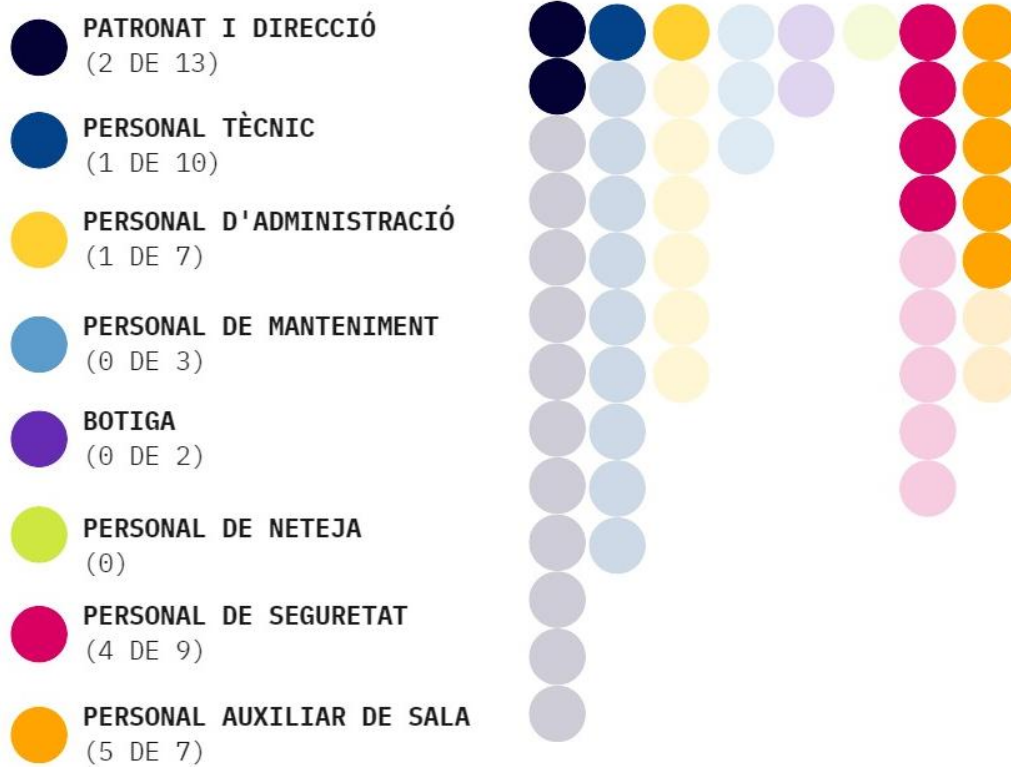 PATRONAT I DIRECCIÓ
(2 DE 13)
PERSONAL TÈCNIC
(1 DE 10)
PERSONAL D'ADMINISTRACIÓ
(1 DE 7)
PERSONAL DE MANTENIMENT
(0 DE 3)
BOTIGA
(0 DE 2)
PERSONAL DE NETEJA
(0)
PERSONAL DE SEGURETAT
(4 DE 9)
PERSONAL AUXILIAR DE SALA
(5 DE 7)